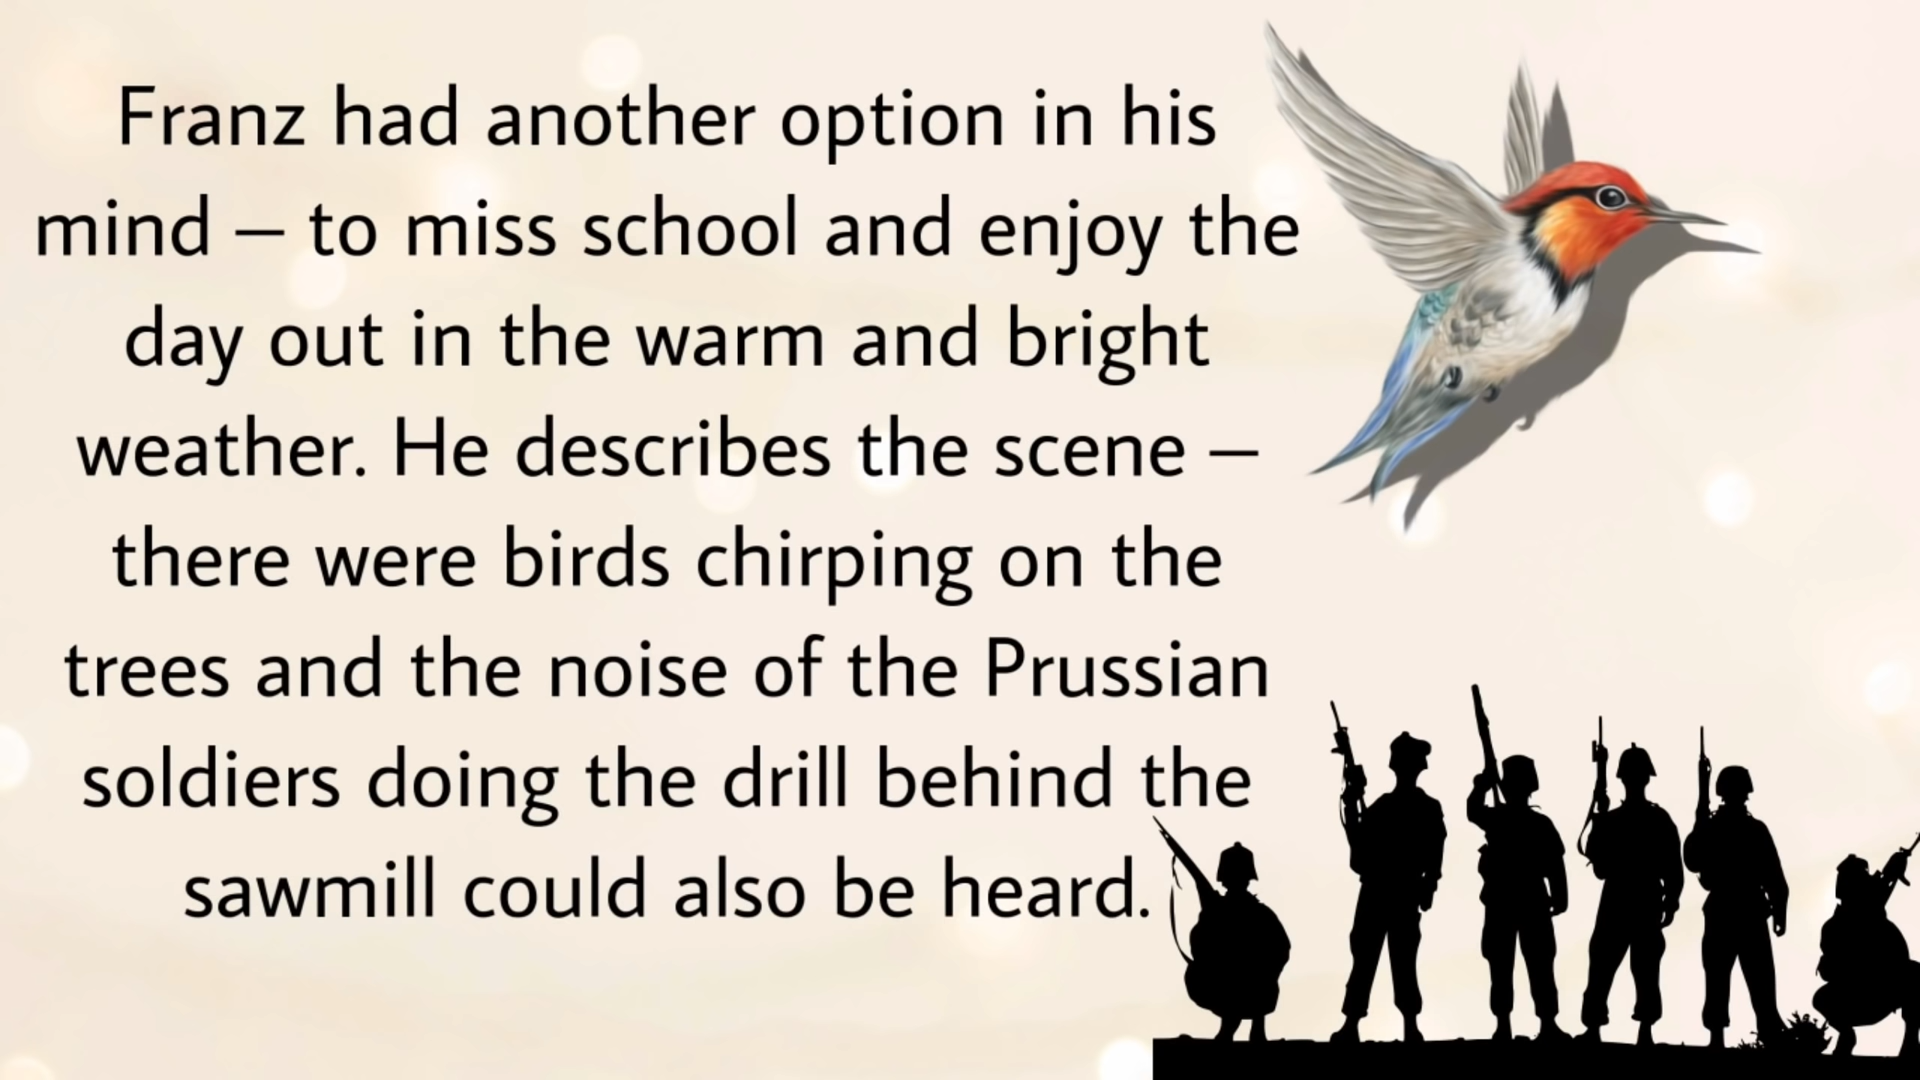 Franz had another option in his
mind – to miss school and enjoy the
day out in the warm and bright
weather. He describes the scene –
there were birds chirping on the
trees and the noise of the Prussian
soldiers doing the drill behind the
sawmill could also be heard.